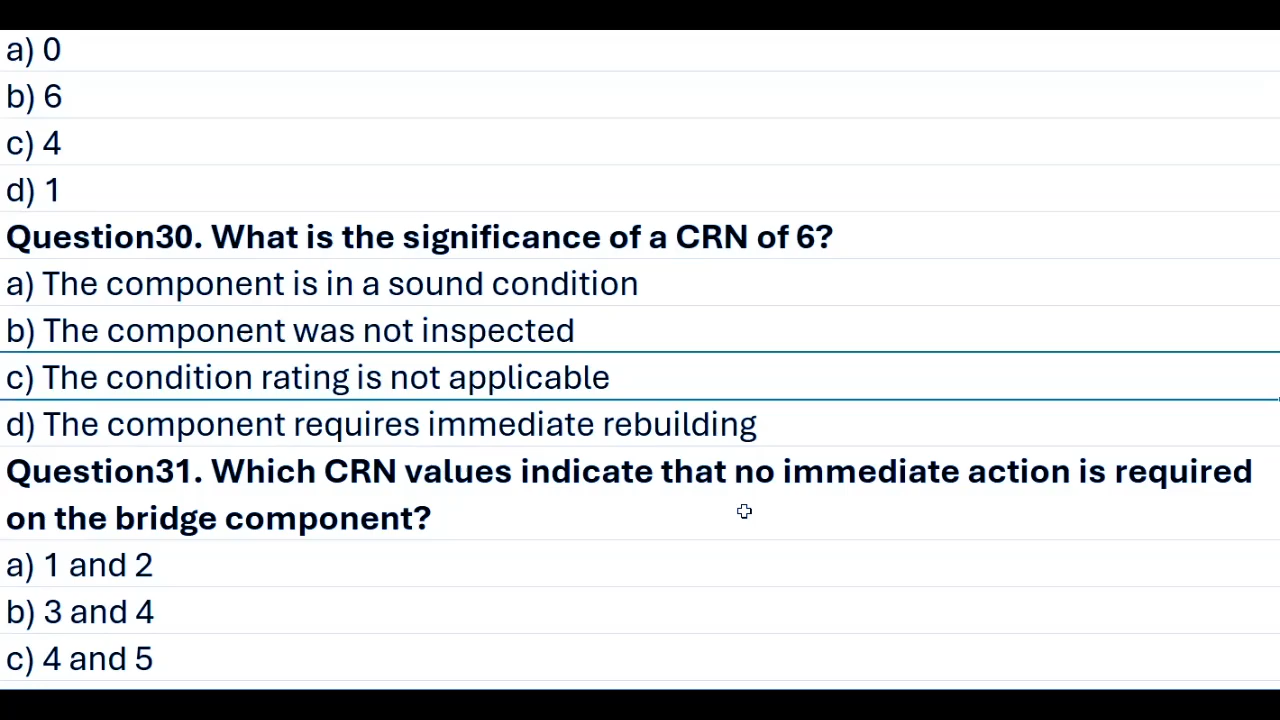 a) 0
b) 6
c) 4
d) 1
Question30. What is the significance of a CRN of 6?
a) The component is in a sound condition
b) The component was not inspected
c) The condition rating is not applicable
d) The component requires immediate rebuilding
Question31. Which CRN values indicate that no immediate action is required
on the bridge component?
a) 1 and 2
b) 3 and 4
c) 4 and 5